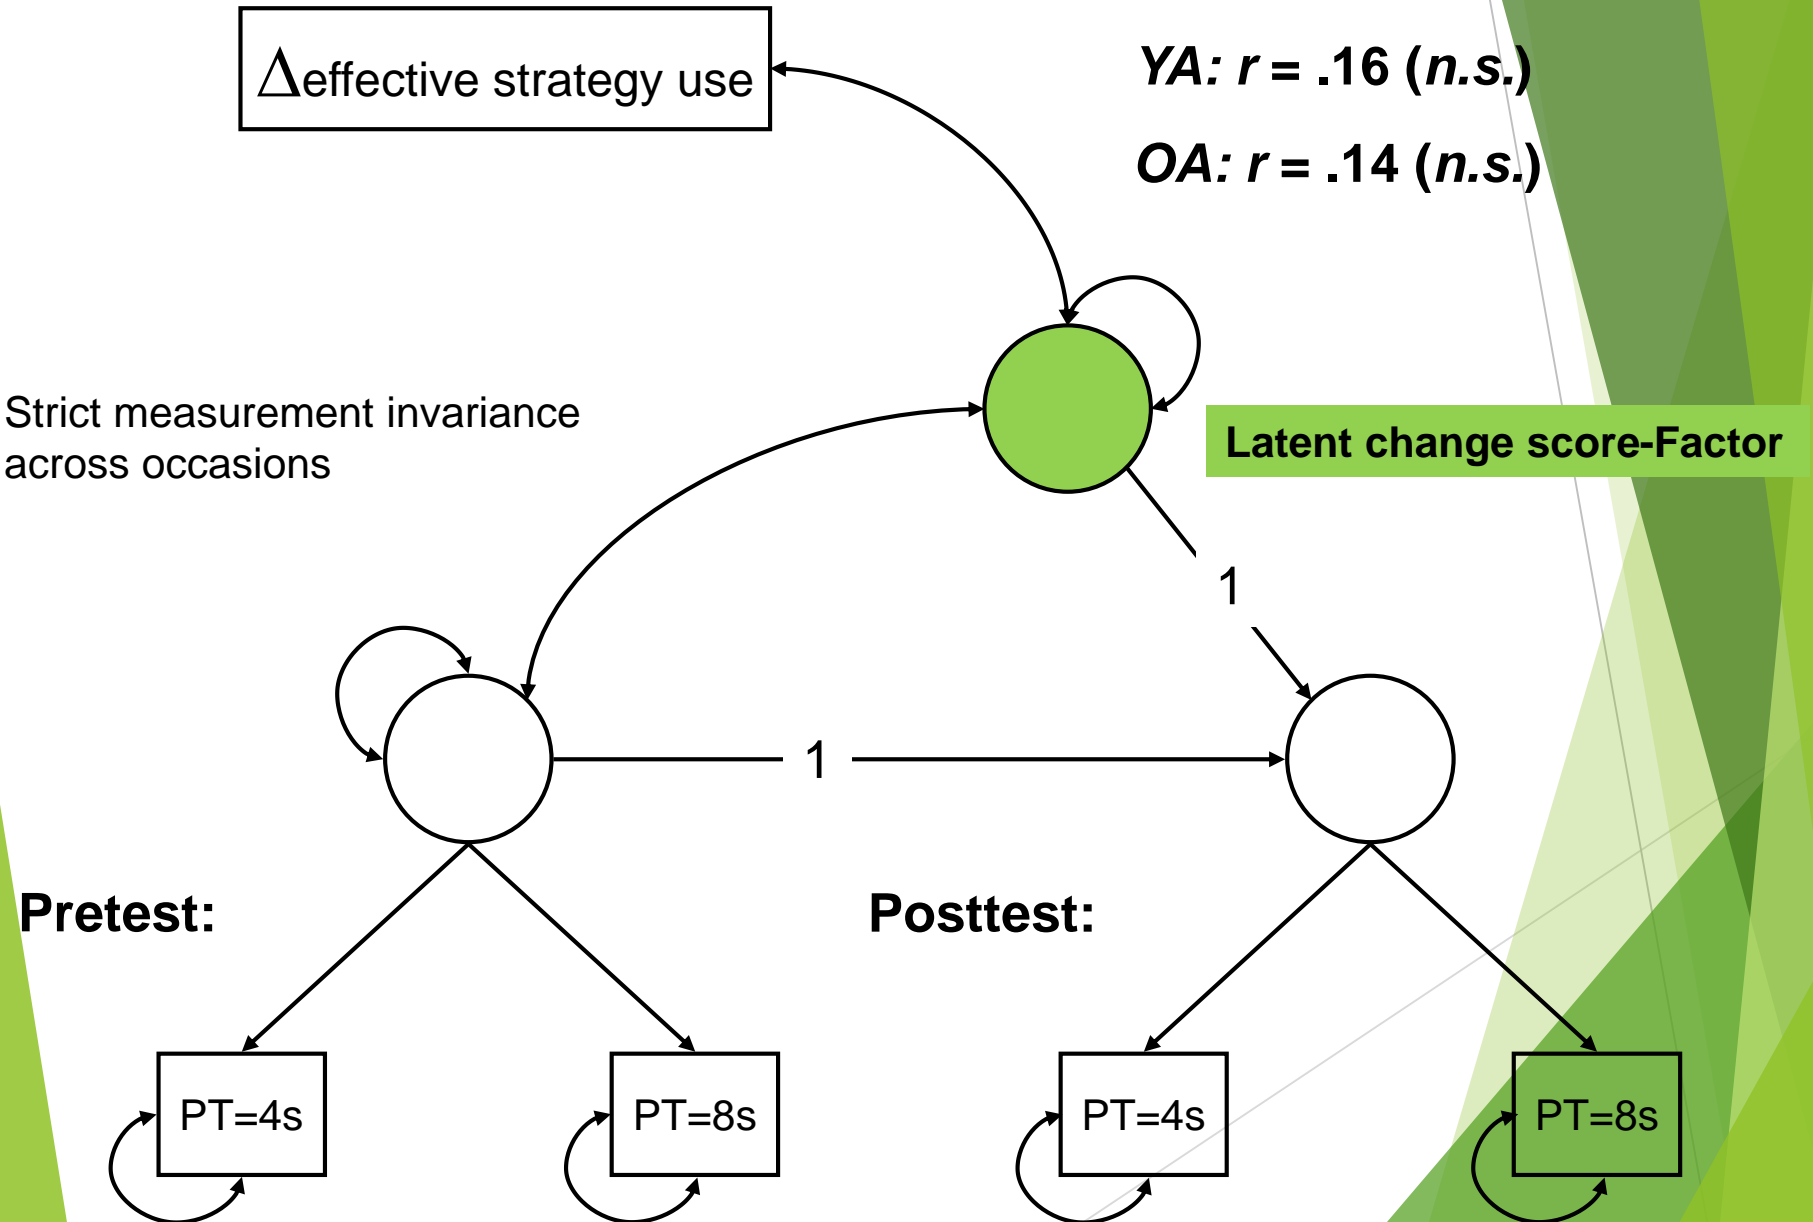 Δeffective strategy use
YA: r = .16 (n.s.)
OA: r = .14 (n.s.)
Strict measurement invariance
across occasions
Latent change score-Factor
1
1
Pretest:
Posttest:
PT=4s
PT=8s
PT=4s
PT=8s